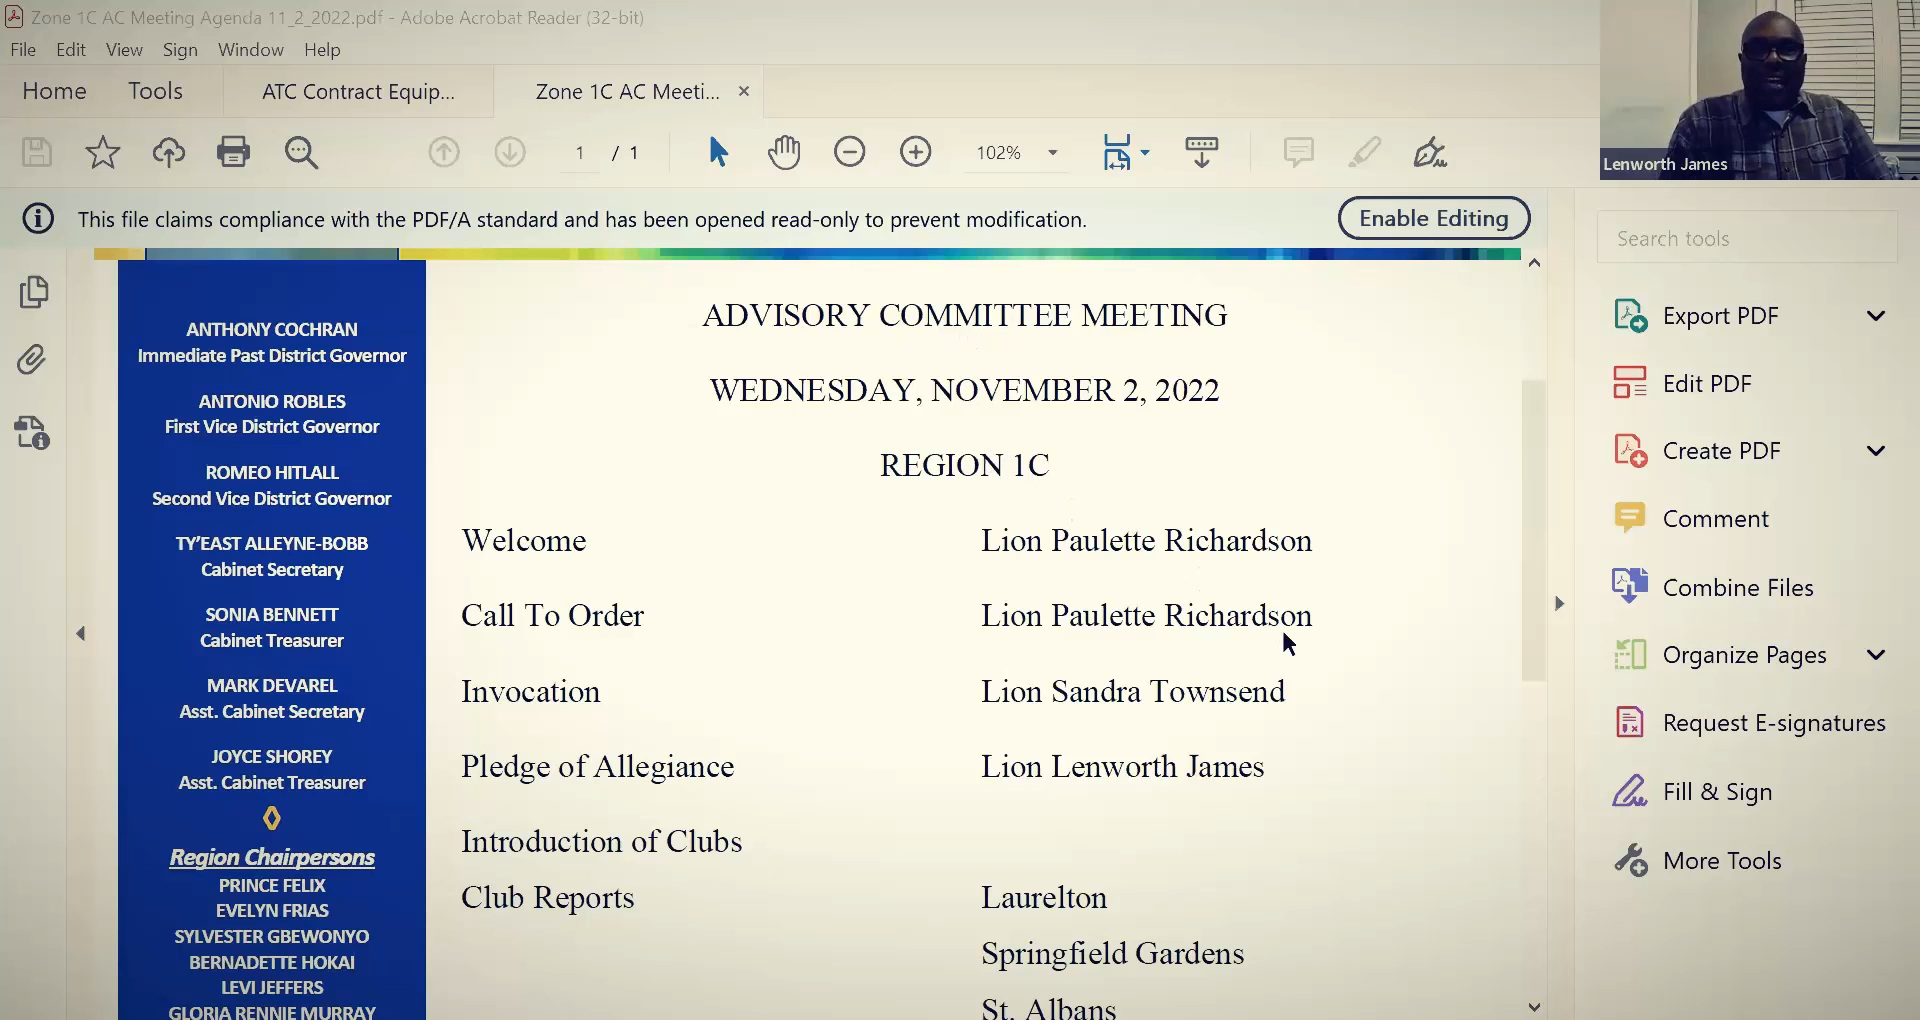 Zone 1C AC Meeting Agenda 11_2_2022.pdf - Adobe Acrobat Reader (32-bit)
File Edit View Sign Window Help
Home Tools ATC Contract Equip... Zone 1C AC Meeti... ×
1 / 1 102%
Lenworth James
This file claims compliance with the PDF/A standard and has been opened read-only to prevent modification.
Enable Editing
ANTHONY COCHRAN
Immediate Past District Governor
ANTONIO ROBLES
First Vice District Governor
ROMEO HITLALL
Second Vice District Governor
TY'EAST ALLEYNE-BOBB
Cabinet Secretary
SONIA BENNETT
Cabinet Treasurer
MARK DEVAREL
Asst. Cabinet Secretary
JOYCE SHOREY
Asst. Cabinet Treasurer
Region Chairpersons
PRINCE FELIX
EVELYN FRIAS
SYLVESTER GBEWONYO
BERNADETTE HOKAI
LEVI JEFFERS
GLORIA RENNIE MURRAY
ADVISORY COMMITTEE MEETING
WEDNESDAY, NOVEMBER 2, 2022
REGION 1C
Welcome Lion Paulette Richardson
Call To Order Lion Paulette Richardson
Invocation Lion Sandra Townsend
Pledge of Allegiance Lion Lenworth James
Introduction of Clubs
Club Reports Laurelton
Springfield Gardens
St. Albans
Search tools
Export PDF
Edit PDF
Create PDF
Comment
Combine Files
Organize Pages
Request E-signatures
Fill & Sign
More Tools